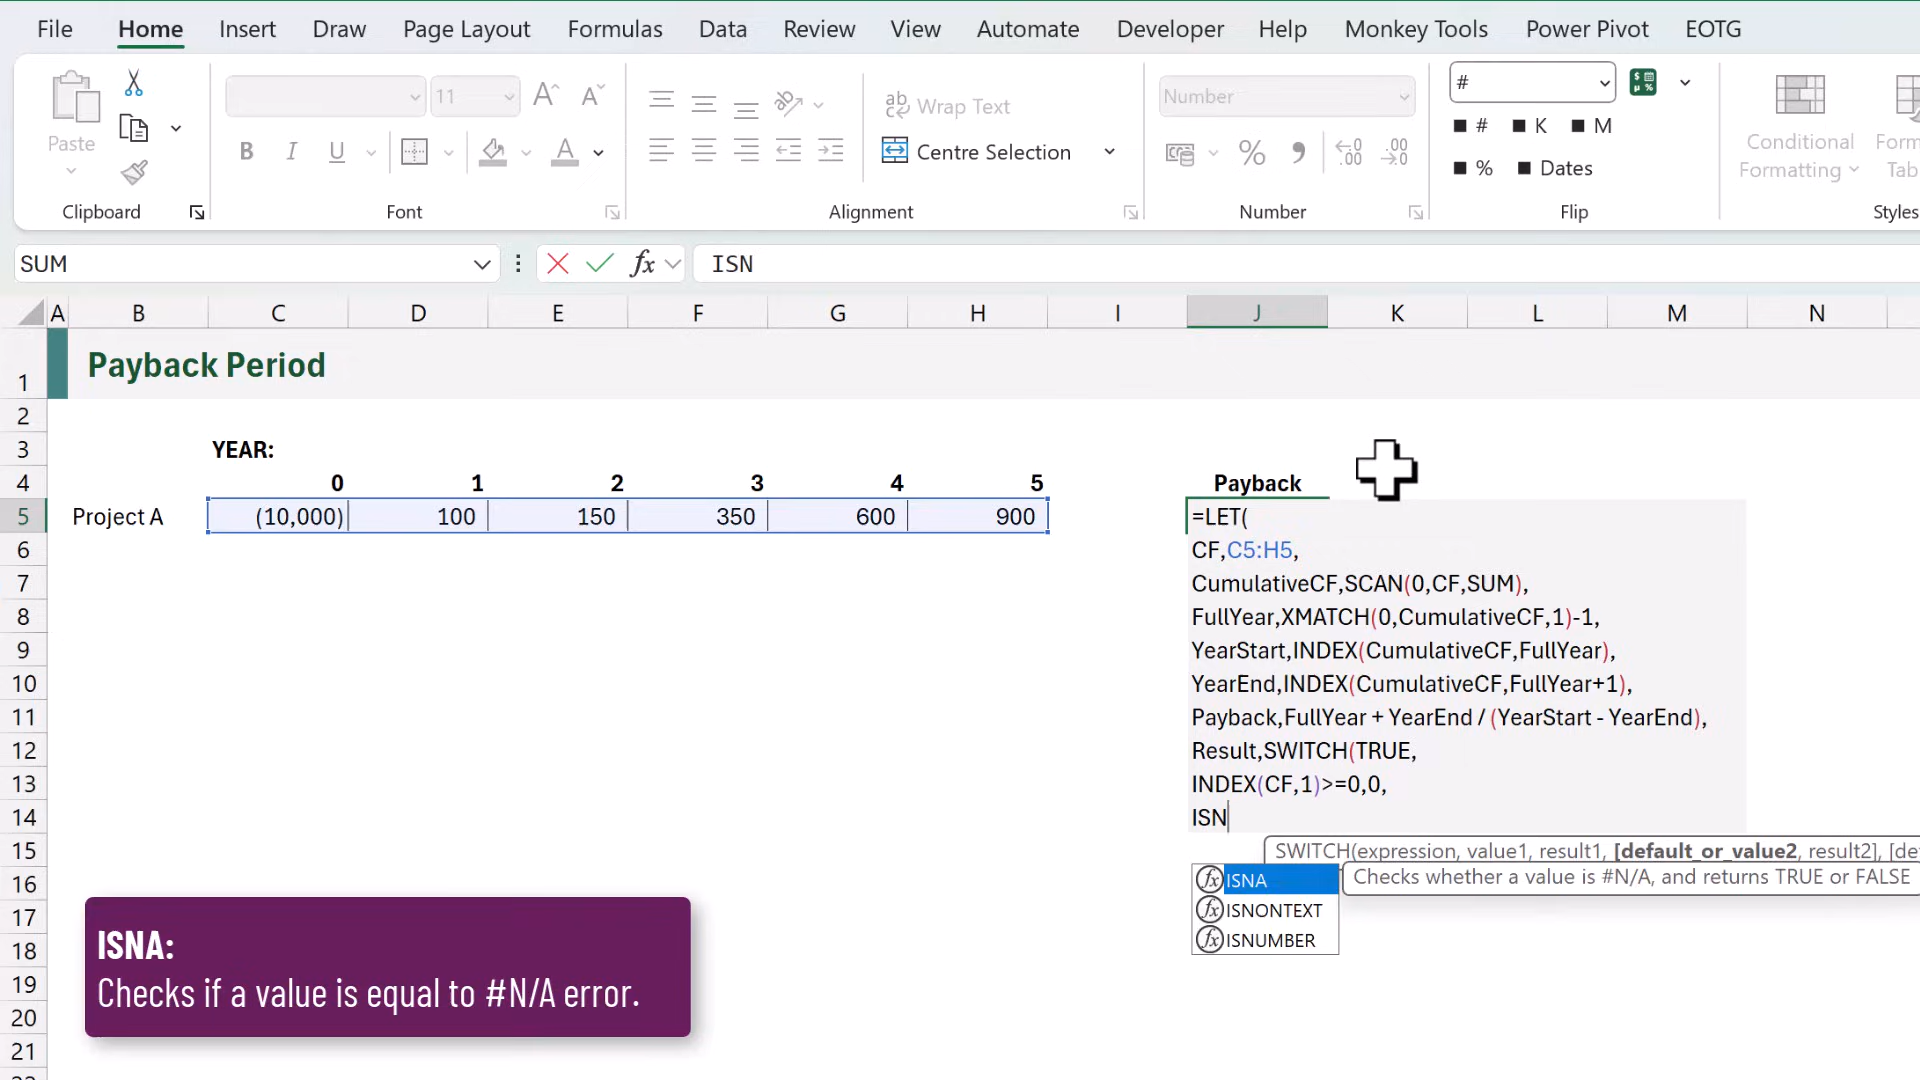 File Home Insert Draw Page Layout Formulas Data Review View Automate Developer Help Monkey Tools Power Pivot EOTG
Paste
11
Wrap Text
Centre Selection
Number
#
# K M
% Dates
Conditional
Formatting
Clipboard Font Alignment Number Flip Styles
SUM
fx
ISN
A B C D E F G H I J K L M N
1 Payback Period
2
3 YEAR:
4 0 1 2 3 4 5 Payback
5 Project A (10,000) 100 150 350 600 900 =LET(
6 CF,C5:H5,
7 CumulativeCF,SCAN(0,CF,SUM),
8 FullYear,XMATCH(0,CumulativeCF,1)-1,
9 YearStart,INDEX(CumulativeCF,FullYear),
10 YearEnd,INDEX(CumulativeCF,FullYear+1),
11 Payback,FullYear + YearEnd / (YearStart - YearEnd),
12 Result,SWITCH(TRUE,
13 INDEX(CF,1)>=0,0,
14 ISN
15 SWITCH(expression, value1, result1, [default_or_value2, result2], [de
16 ISNA Checks whether a value is #N/A, and returns TRUE or FALSE
17 ISNONTEXT
18 ISNUMBER
19
20
21
ISNA:
Checks if a value is equal to #N/A error.